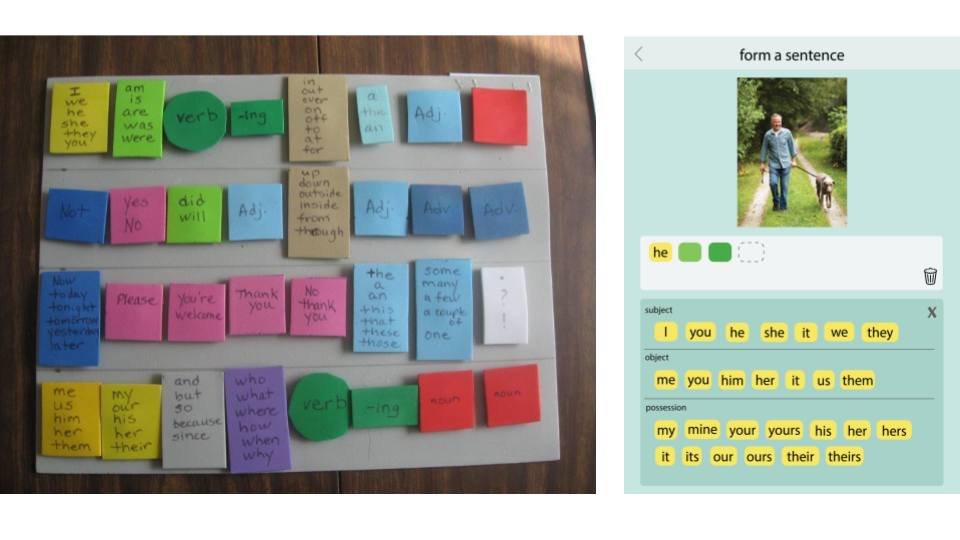 I
we
he
she
they
you
am
is
are
was
were
verb
-ing
in
out
over
on
off
to
at
for
a
the
an
Adj.
Not
Yes
No
did
will
Adj.
up
down
outside
inside
from
through
Adj.
Adv.
Adv.
Now
today
tonight
tomorrow
yesterday
later
Please
You're
welcome
Thank
you
No
thank
you
the
a
an
this
that
these
those
some
many
a few
a couple
of
one
.
?
!
me
us
him
her
them
my
our
his
her
their
and
but
so
because
since
who
what
where
how
when
why
verb
-ing
noun
noun
form a sentence
he
subject X
I you he she it we they
object
me you him her it us them
possession
my mine your yours his her hers
it its our ours their theirs